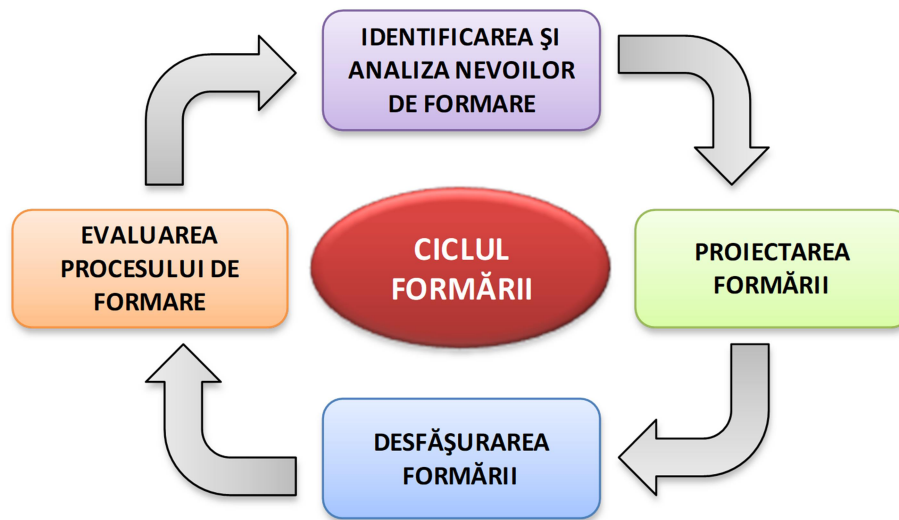 IDENTIFICAREA ŞI
ANALIZA NEVOILOR
DE FORMARE
EVALUAREA
PROCESULUI DE
FORMARE
CICLUL
FORMĂRII
PROIECTAREA
FORMĂRII
DESFĂŞURAREA
FORMĂRII